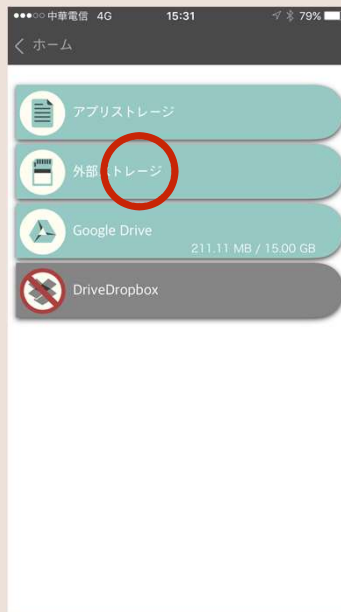 中華電信 4G 15:31 79%
ホーム
アプリストレージ
外部ストレージ
Google Drive
211.11 MB / 15.00 GB
DriveDropbox